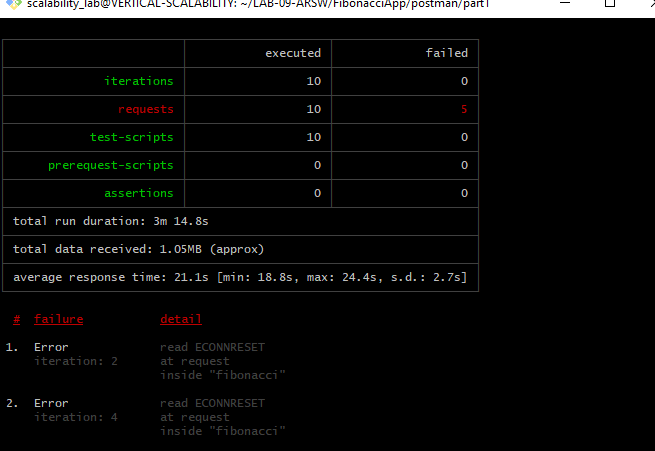 scalability_lab@VERTICAL-SCALABILITY: ~/LAB-09-ARSW/FibonacciApp/postman/part1
executed failed
iterations 10 0
requests 10 5
test-scripts 10 0
prerequest-scripts 0 0
assertions 0 0
total run duration: 3m 14.8s
total data received: 1.05MB (approx)
average response time: 21.1s [min: 18.8s, max: 24.4s, s.d.: 2.7s]
# failure detail
1. Error read ECONNRESET
iteration: 2 at request
inside "fibonacci"
2. Error read ECONNRESET
iteration: 4 at request
inside "fibonacci"